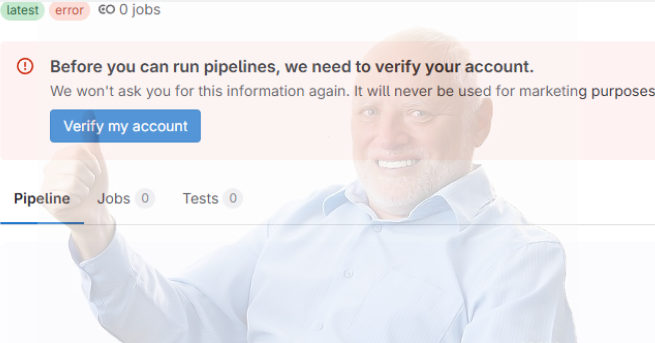 latest error 0 jobs
Before you can run pipelines, we need to verify your account.
We won't ask you for this information again. It will never be used for marketing purposes
Verify my account
Pipeline Jobs 0 Tests 0